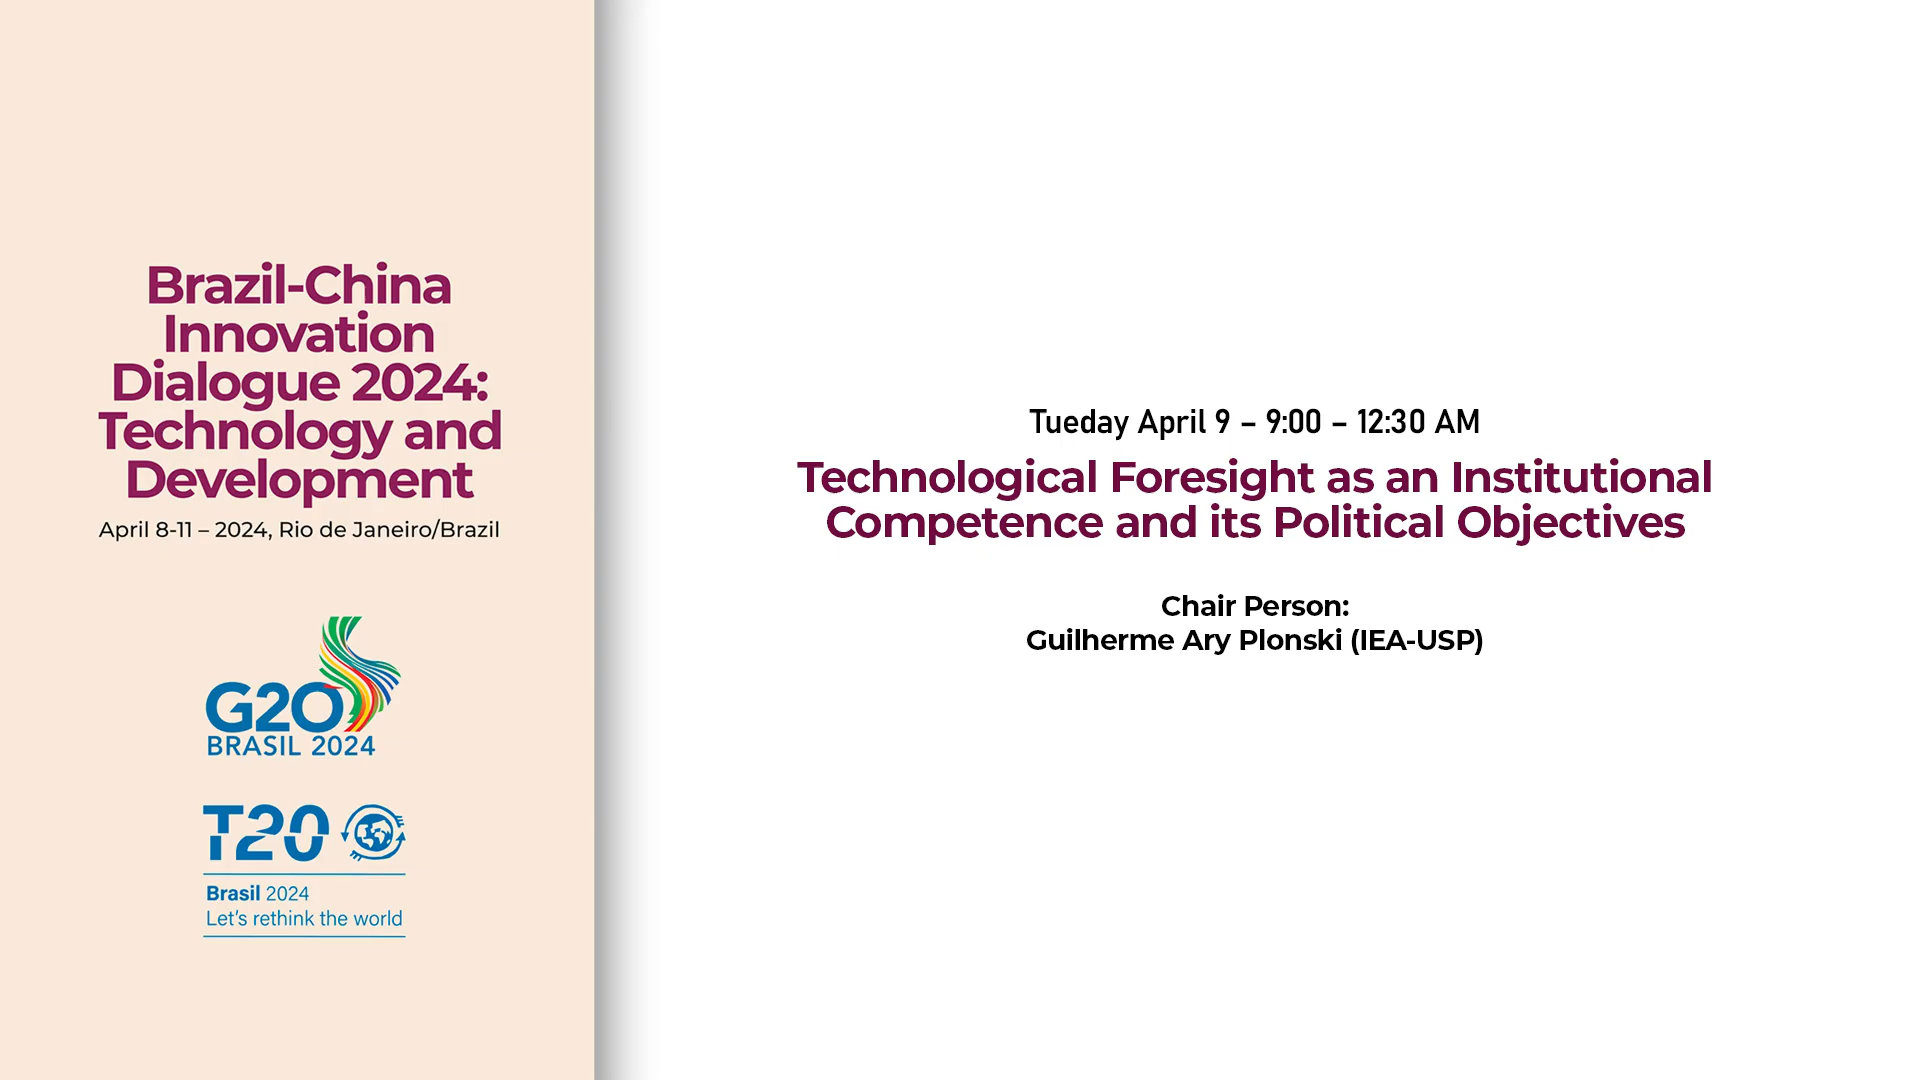 Brazil-China
Innovation
Dialogue 2024:
Technology and
Development
April 8-11 – 2024, Rio de Janeiro/Brazil
G20
BRASIL 2024
T20
Brasil 2024
Let's rethink the world
Tueday April 9 – 9:00 – 12:30 AM
Technological Foresight as an Institutional
Competence and its Political Objectives
Chair Person:
Guilherme Ary Plonski (IEA-USP)